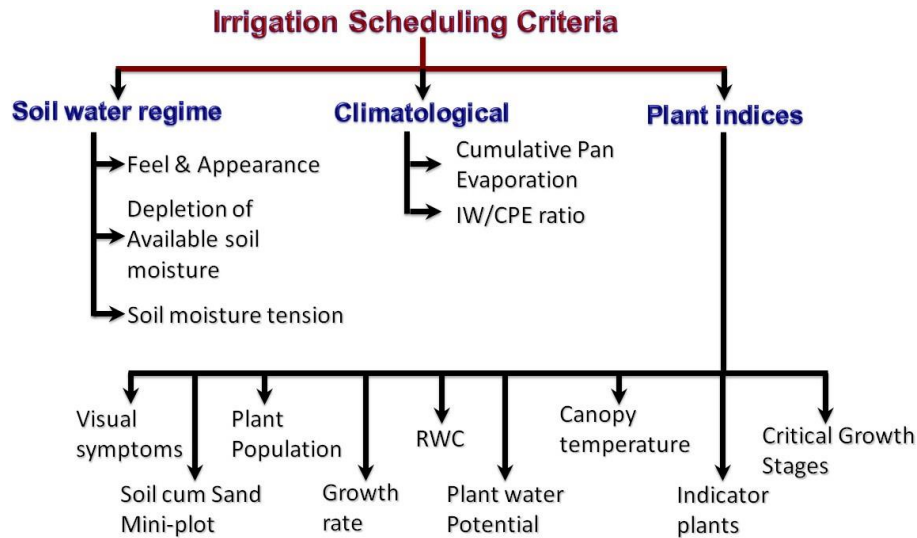 Irrigation Scheduling Criteria
Soil water regime
Climatological
Plant indices
Feel & Appearance
Depletion of
Available soil
moisture
Soil moisture tension
Cumulative Pan
Evaporation
IW/CPE ratio
Visual
symptoms
Soil cum Sand
Mini-plot
Plant
Population
Growth
rate
RWC
Plant water
Potential
Canopy
temperature
Indicator
plants
Critical Growth
Stages